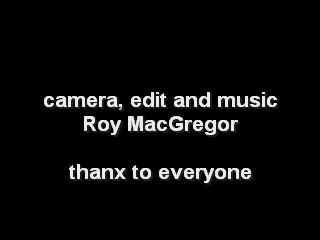 camera, edit and music
Roy MacGregor
thanx to everyone